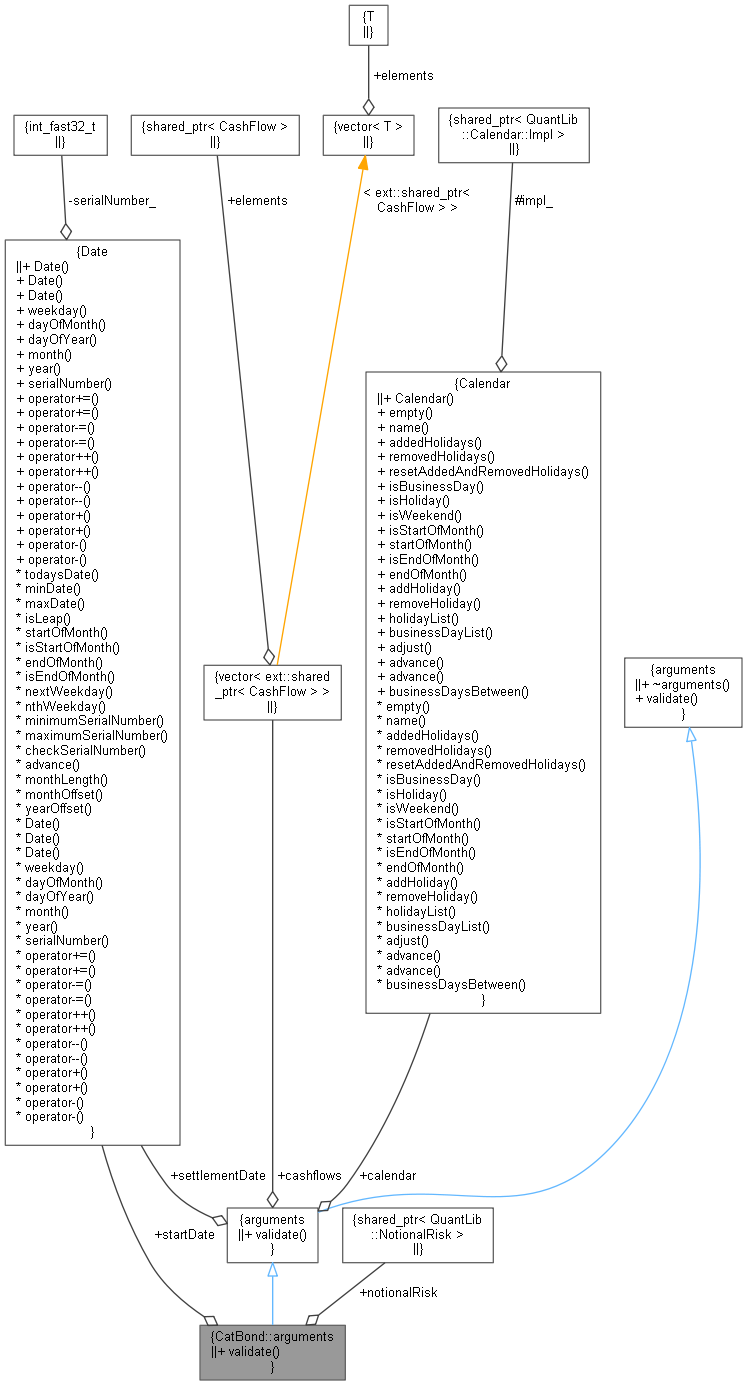 {T
||}
+elements
{int_fast32_t
||}
{shared_ptr< CashFlow >
||}
{vector< T >
||}
{shared_ptr< QuantLib
::Calendar::Impl >
||}
-serialNumber_
+elements
< ext::shared_ptr<
CashFlow > >
#impl_
{Date
||+ Date()
+ Date()
+ Date()
+ weekday()
+ dayOfMonth()
+ dayOfYear()
+ month()
+ year()
+ serialNumber()
+ operator+=()
+ operator+=()
+ operator-=()
+ operator-=()
+ operator++()
+ operator++()
+ operator--()
+ operator--()
+ operator+()
+ operator+()
+ operator-()
+ operator-()
* todaysDate()
* minDate()
* maxDate()
* isLeap()
* startOfMonth()
* isStartOfMonth()
* endOfMonth()
* isEndOfMonth()
* nextWeekday()
* nthWeekday()
* minimumSerialNumber()
* maximumSerialNumber()
* checkSerialNumber()
* advance()
* monthLength()
* monthOffset()
* yearOffset()
* Date()
* Date()
* Date()
* weekday()
* dayOfMonth()
* dayOfYear()
* month()
* year()
* serialNumber()
* operator+=()
* operator+=()
* operator-=()
* operator-=()
* operator++()
* operator++()
* operator--()
* operator--()
* operator+()
* operator+()
* operator-()
* operator-()
}
{Calendar
||+ Calendar()
+ empty()
+ name()
+ addedHolidays()
+ removedHolidays()
+ resetAddedAndRemovedHolidays()
+ isBusinessDay()
+ isHoliday()
+ isWeekend()
+ isStartOfMonth()
+ startOfMonth()
+ isEndOfMonth()
+ endOfMonth()
+ addHoliday()
+ removeHoliday()
+ holidayList()
+ businessDayList()
+ adjust()
+ advance()
+ advance()
+ businessDaysBetween()
* empty()
* name()
* addedHolidays()
* removedHolidays()
* resetAddedAndRemovedHolidays()
* isBusinessDay()
* isHoliday()
* isWeekend()
* isStartOfMonth()
* startOfMonth()
* isEndOfMonth()
* endOfMonth()
* addHoliday()
* removeHoliday()
* holidayList()
* businessDayList()
* adjust()
* advance()
* advance()
* businessDaysBetween()
}
{vector< ext::shared
_ptr< CashFlow > >
||}
{arguments
||+ ~arguments()
+ validate()
}
+settlementDate
+cashflows
+calendar
+startDate
{arguments
||+ validate()
}
{shared_ptr< QuantLib
::NotionalRisk >
||}
+notionalRisk
{CatBond::arguments
||+ validate()
}